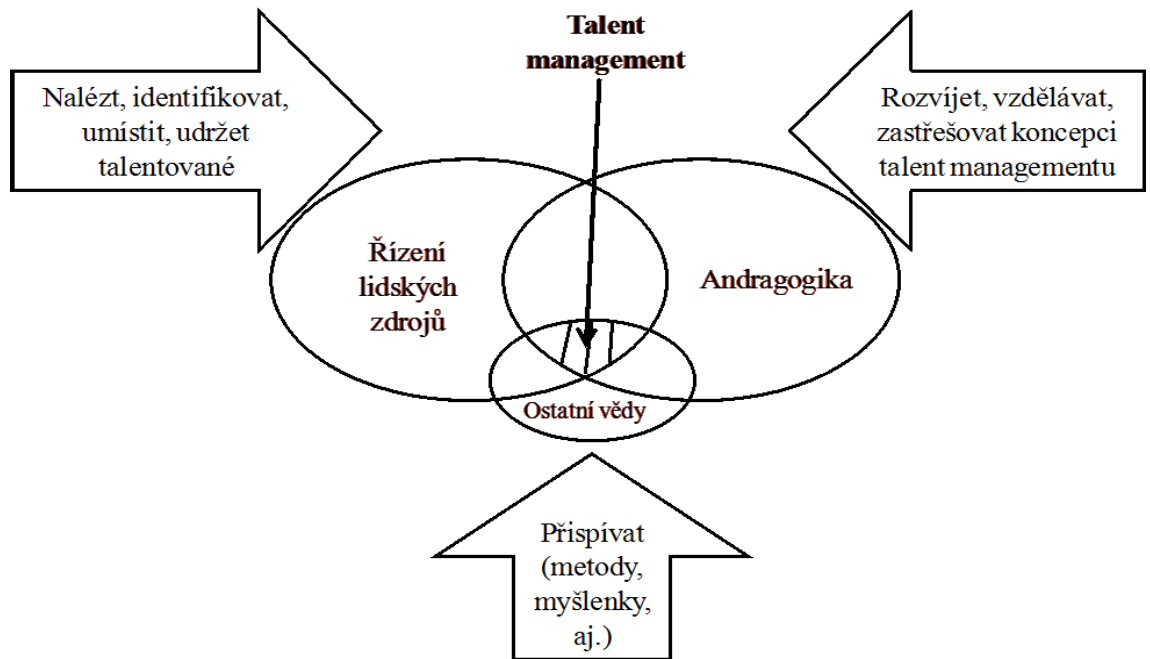 Talent
management
Nalézt, identifikovat,
umístit, udržet
talentované
Rozvíjet, vzdělávat,
zastřešovat koncepci
talent managementu
Řízení
lidských
zdrojů
Andragogika
Ostatní vědy
Přispívat
(metody,
myšlenky,
aj.)